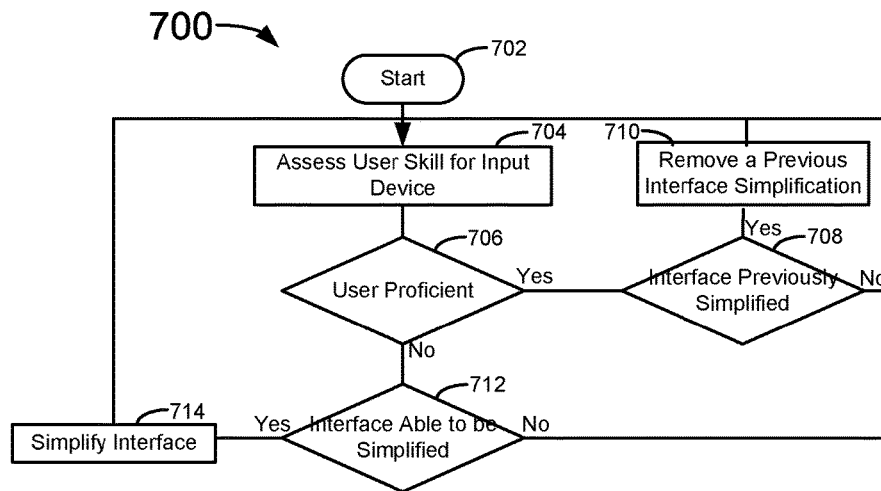 700
702
Start
704
Assess User Skill for Input
Device
710
Remove a Previous
Interface Simplification
706
User Proficient
Yes
No
Yes
708
Interface Previously
Simplified
No
712
Interface Able to be
Simplified
Yes
No
714
Simplify Interface